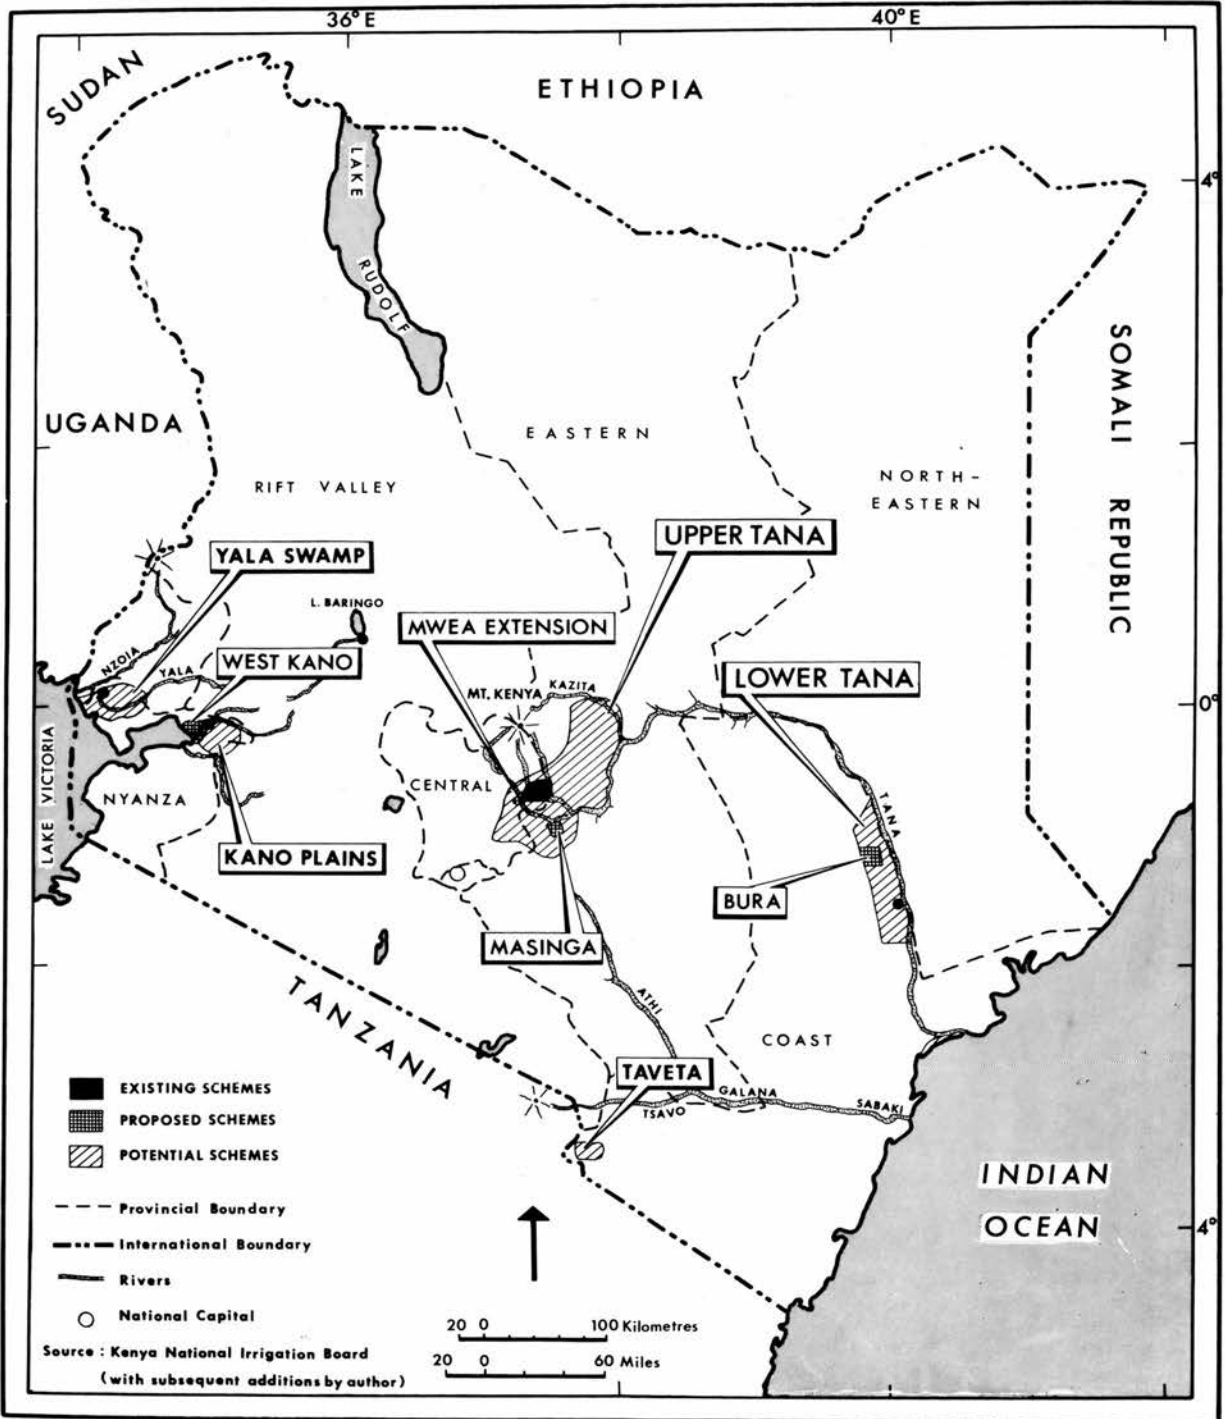 36°E
40°E
SUDAN
ETHIOPIA
LAKE
4°
RUDOLF
SOMALI
UGANDA
EASTERN
NORTH-
EASTERN
RIFT VALLEY
REPUBLIC
UPPER TANA
YALA SWAMP
L. BARINGO
MWEA EXTENSION
NZOIA
YALA
WEST KANO
LOWER TANA
MT. KENYA
KAZITA
0°
LAKE VICTORIA
NYANZA
CENTRAL
TANA
KANO PLAINS
BURA
MASINGA
TANZANIA
ATHI
COAST
TAVETA
GALANA
TSAVO
SABAKI
EXISTING SCHEMES
PROPOSED SCHEMES
POTENTIAL SCHEMES
INDIAN
OCEAN
4°
Provincial Boundary
International Boundary
Rivers
National Capital
Source : Kenya National Irrigation Board
(with subsequent additions by author)
20 0 100 Kilometres
20 0 60 Miles